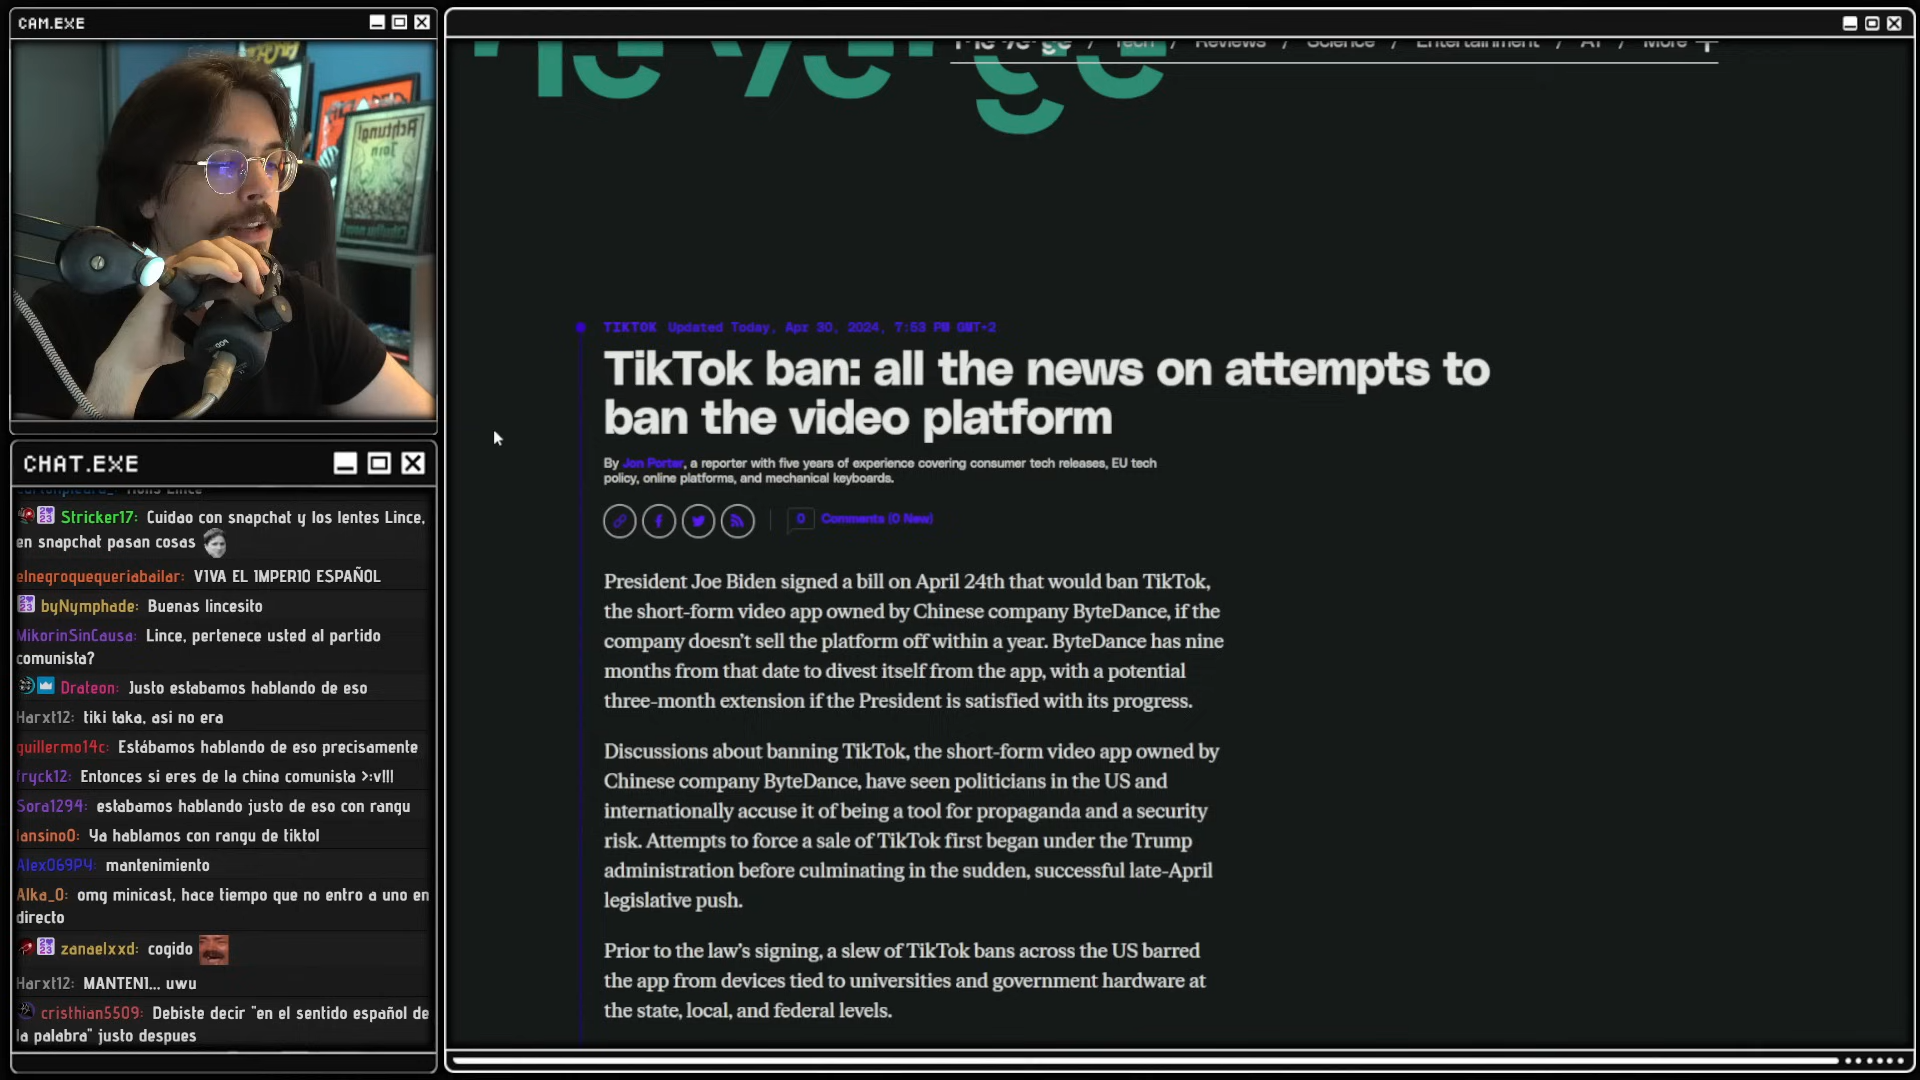 CAM.EXE
Achtung!
Join
CHAT.EXE
Stricker17: Cuidao con snapchat y los lentes Lince,
en snapchat pasan cosas
elnegroquequeriabailar: VIVA EL IMPERIO ESPAÑOL
byNymphade: Buenas lincesito
MikorinSinCausa: Lince, pertenece usted al partido
comunista?
Drateon: Justo estabamos hablando de eso
Harxt12: tiki taka, asi no era
guillermo14c: Estábamos hablando de eso precisamente
fryck12: Entonces si eres de la china comunista >:vlll
Sora1294: estabamos hablando justo de eso con rangu
lansino0: Ya hablamos con rangu de tiktol
Alex069P4: mantenimiento
Alka_0: omg minicast, hace tiempo que no entro a uno en
directo
zanaelxxd: cogido
Harxt12: MANTENI... uwu
cristhian5509: Debiste decir "en el sentido español de
la palabra" justo despues
The Verge / Tech / Reviews / Science / Entertainment / AI / More +
TIKTOK Updated Today, Apr 30, 2024, 7:53 PM GMT+2
TikTok ban: all the news on attempts to
ban the video platform
By Jon Porter, a reporter with five years of experience covering consumer tech releases, EU tech
policy, online platforms, and mechanical keyboards.
0 Comments (0 New)
President Joe Biden signed a bill on April 24th that would ban TikTok,
the short-form video app owned by Chinese company ByteDance, if the
company doesn't sell the platform off within a year. ByteDance has nine
months from that date to divest itself from the app, with a potential
three-month extension if the President is satisfied with its progress.
Discussions about banning TikTok, the short-form video app owned by
Chinese company ByteDance, have seen politicians in the US and
internationally accuse it of being a tool for propaganda and a security
risk. Attempts to force a sale of TikTok first began under the Trump
administration before culminating in the sudden, successful late-April
legislative push.
Prior to the law's signing, a slew of TikTok bans across the US barred
the app from devices tied to universities and government hardware at
the state, local, and federal levels.